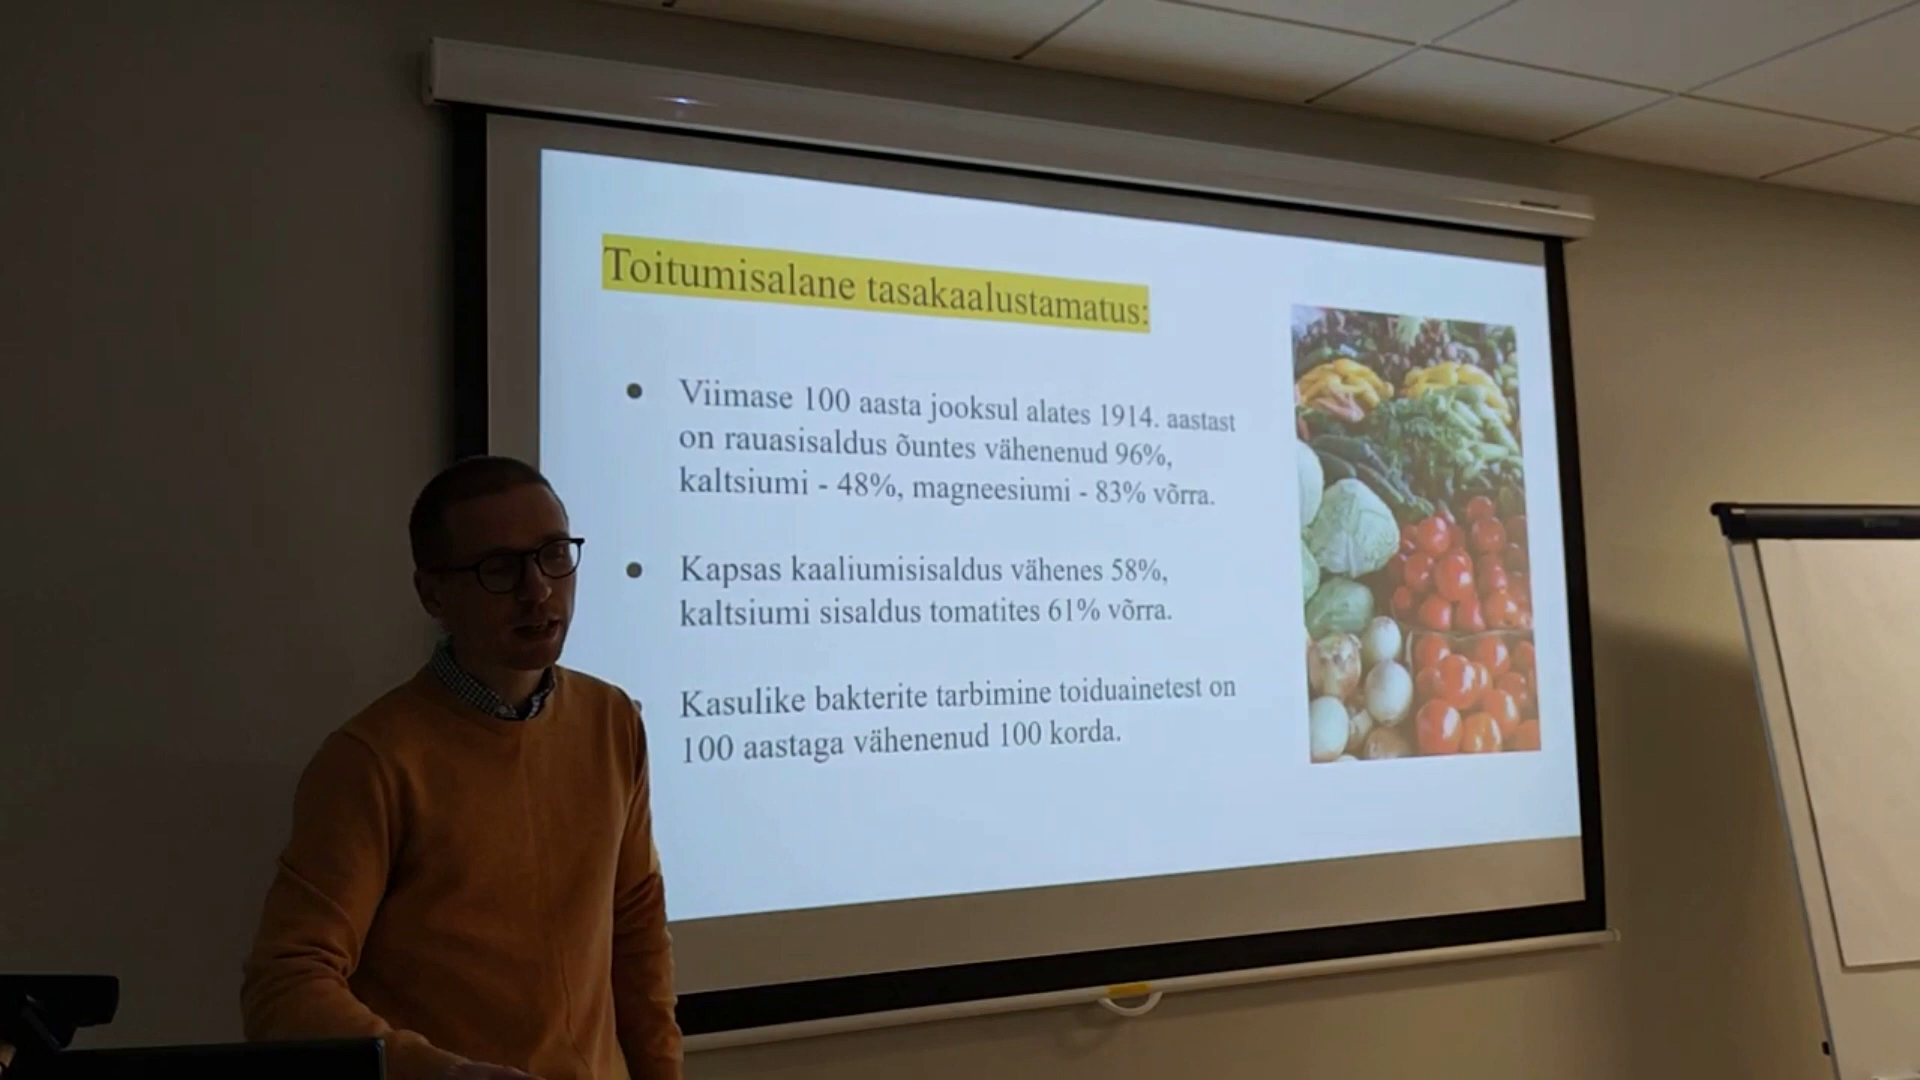 Toitumisalane tasakaalustamatus:
Viimase 100 aasta jooksul alates 1914. aastast
on rauasisaldus õuntes vähenenud 96%,
kaltsiumi - 48%, magneesiumi - 83% võrra.
Kapsas kaaliumisisaldus vähenes 58%,
kaltsiumi sisaldus tomatites 61% võrra.
Kasulike bakterite tarbimine toiduainetest on
100 aastaga vähenenud 100 korda.